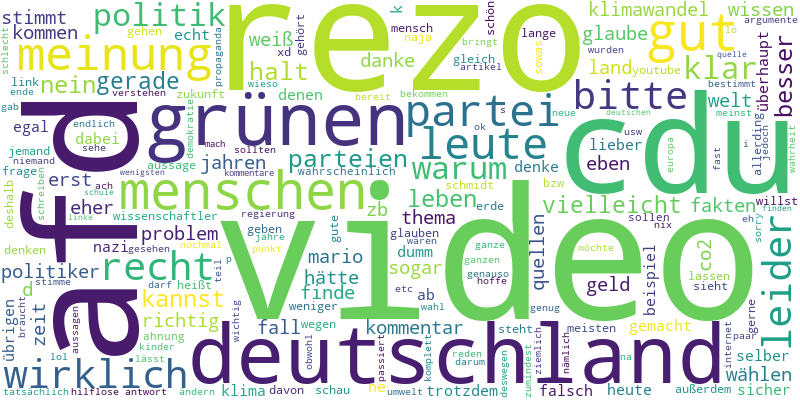 stimmt
politik
rezo
schön
klimawandel
wissen
kommen
echt
gehen
mensch
bringt
lange
glaube
argumente
meinung
weiß
xd
gehört
danke
naja
gleich
artikel
sowas
gut
wurden
quelle
schlecht
link
ende
verstehen
nein
gerade
propaganda
halt
wieso
zukunft
bereit
bekommen
land
youtube
klar
bestimmt
überhaupt
besser
gab
afd
grünen
denen
partei
bitte
welt
meinst
egal
endlich
sehe
dabei
demokratie
mach
sollten
ok
neue
deutschen
cdu
jemand
niemand
aussage
jahren
parteien
leute
usw
lieber
europa
fast
allerding
jedoch
wahrheit
frage
ach
wenigsten
kommentare
wahrscheinlich
denke
eben
erst
schule
menschen
warum
schmidt
bzw
willst
deshalb
schreiben
eher
linke
wissenschaftler
zb
leben
erde
vielleicht
fakten
finden
denken
problem
regierung
video
thema
sollen
eh
sorry
nazi
gesehen
nochmal
geben
jahre
gute
glauben
waren
ganze
quellen
nix
möchte
politiker
recht
punkt
mario
dumm
ganzen
genauso
beispiel
co2
lassen
leider
stimme
teil
hätte
sogar
hoffe
geld
sieht
darf
heißt
wichtig
finde
etc
wahl
genug
gerne
übrigen
zeit
braucht
aussagen
kannst
weniger
ab
gemacht
internet
paar
richtig
fall
wegen
kommentar
steht
meisten
wirklich
lol
ahnung
kinder
deutschland
obwohl
passiert
komplett
reden
darum
deswegen
zumindest
ziemlich
nämlich
na
selber
wählen
lässt
ne
tatsächlich
hilflose antwort
ändern
klima
davon
schau
umwelt
trotzdem
falsch
heute
außerdem
sicher